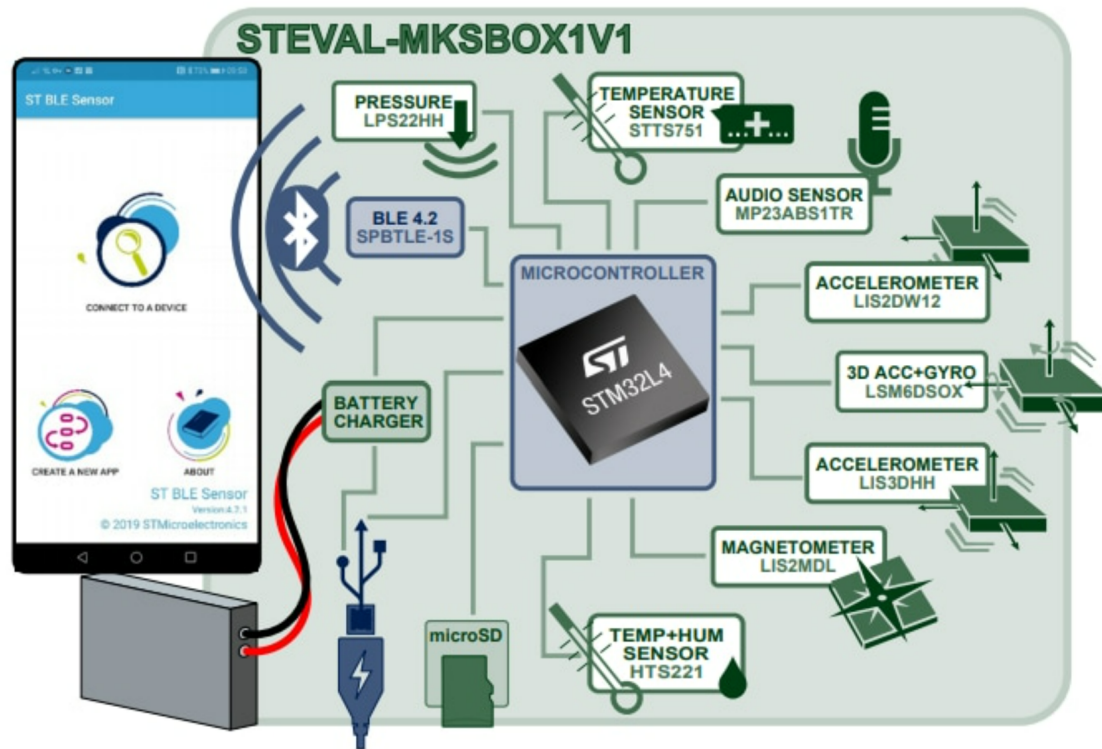 STEVAL-MKSBOX1V1
ST BLE Sensor
CONNECT TO A DEVICE
CREATE A NEW APP
ABOUT
ST BLE Sensor
Version:4.7.1
© 2019 STMicroelectronics
PRESSURE
LPS22HH
TEMPERATURE
SENSOR
STTS751
AUDIO SENSOR
MP23ABS1TR
BLE 4.2
SPBTLE-1S
MICROCONTROLLER
STM32L4
ACCELEROMETER
LIS2DW12
3D ACC+GYRO
LSM6DSOX
BATTERY
CHARGER
ACCELEROMETER
LIS3DHH
MAGNETOMETER
LIS2MDL
microSD
TEMP+HUM
SENSOR
HTS221